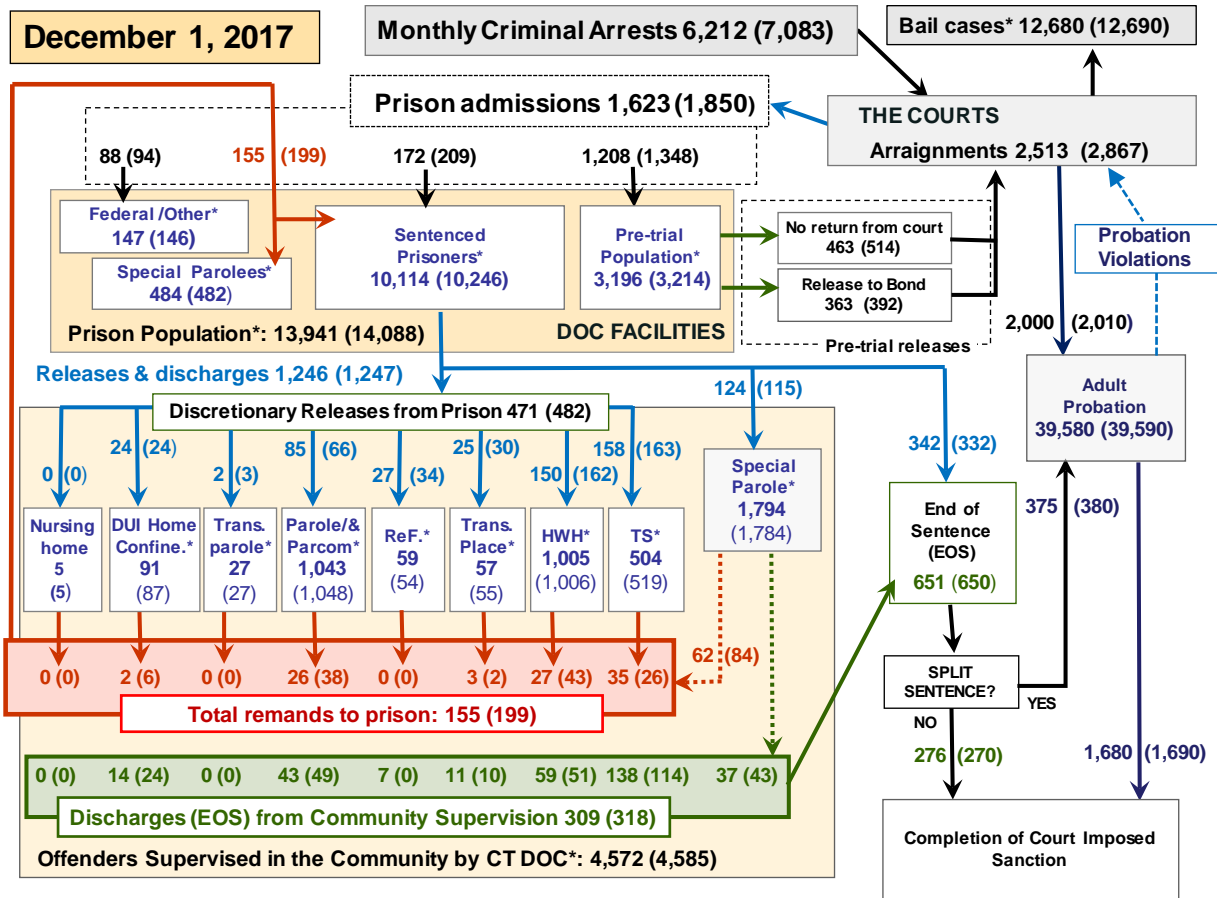 December 1, 2017
Monthly Criminal Arrests 6,212 (7,083)
Bail cases* 12,680 (12,690)
Prison admissions 1,623 (1,850)
THE COURTS
Arraignments 2,513 (2,867)
88 (94)
155 (199)
172 (209)
1,208 (1,348)
Federal /Other*
147 (146)
Special Parolees*
484 (482)
Sentenced
Prisoners*
10,114 (10,246)
Pre-trial
Population*
3,196 (3,214)
No return from court
463 (514)
Release to Bond
363 (392)
Probation
Violations
Prison Population*: 13,941 (14,088)
DOC FACILITIES
Pre-trial releases
2,000 (2,010)
Releases & discharges 1,246 (1,247)
124 (115)
Adult
Probation
39,580 (39,590)
Discretionary Releases from Prison 471 (482)
0 (0)
24 (24)
2 (3)
85 (66)
27 (34)
25 (30)
150 (162)
158 (163)
342 (332)
Special
Parole*
1,794
(1,784)
375 (380)
Nursing
home
5
(5)
DUI Home
Confine.*
91
(87)
Trans.
parole*
27
(27)
Parole/&
Parcom*
1,043
(1,048)
ReF.*
59
(54)
Trans.
Place*
57
(55)
HWH*
1,005
(1,006)
TS*
504
(519)
End of
Sentence
(EOS)
651 (650)
62 (84)
0 (0)
2 (6)
0 (0)
26 (38)
0 (0)
3 (2)
27 (43)
35 (26)
Total remands to prison: 155 (199)
SPLIT
SENTENCE?
YES
NO
276 (270)
1,680 (1,690)
0 (0)
14 (24)
0 (0)
43 (49)
7 (0)
11 (10)
59 (51)
138 (114)
37 (43)
Discharges (EOS) from Community Supervision 309 (318)
Offenders Supervised in the Community by CT DOC*: 4,572 (4,585)
Completion of Court Imposed
Sanction